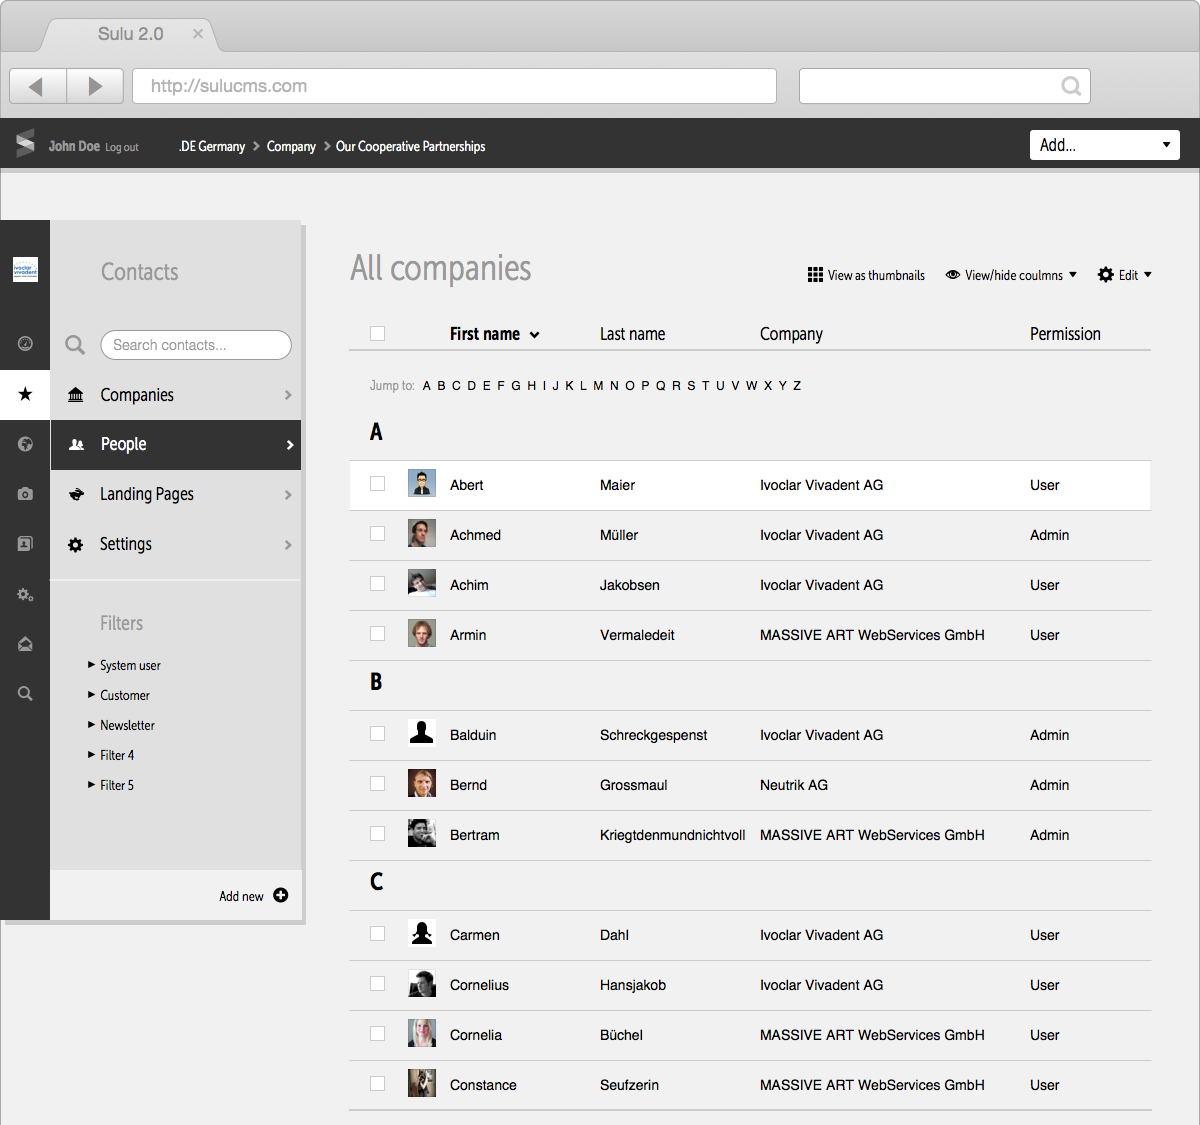 Sulu 2.0
http://sulucms.com
John Doe Log out .DE Germany Company Our Cooperative Partnerships Add...
ivoclar
vivadent
Contacts
Search contacts...
Companies
People
Landing Pages
Settings
Filters
System user
Customer
Newsletter
Filter 4
Filter 5
Add new
All companies
View as thumbnails View/hide coulmns Edit
First name Last name Company Permission
Jump to: A B C D E F G H I J K L M N O P Q R S T U V W X Y Z
A
Abert Maier Ivoclar Vivadent AG User
Achmed Müller Ivoclar Vivadent AG Admin
Achim Jakobsen Ivoclar Vivadent AG User
Armin Vermaledeit MASSIVE ART WebServices GmbH User
B
Balduin Schreckgespenst Ivoclar Vivadent AG Admin
Bernd Grossmaul Neutrik AG Admin
Bertram Kriegtdenmundnichtvoll MASSIVE ART WebServices GmbH Admin
C
Carmen Dahl Ivoclar Vivadent AG User
Cornelius Hansjakob Ivoclar Vivadent AG User
Cornelia Büchel MASSIVE ART WebServices GmbH User
Constance Seufzerin MASSIVE ART WebServices GmbH User